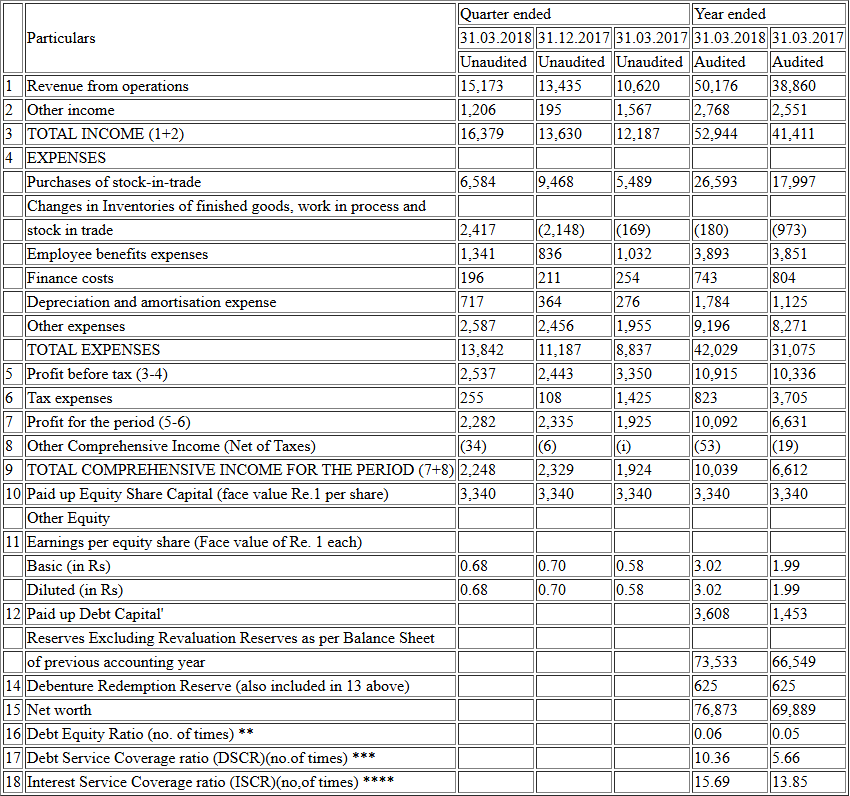 Particulars Quarter ended Year ended
31.03.2018 31.12.2017 31.03.2017 31.03.2018 31.03.2017
Unaudited Unaudited Unaudited Audited Audited
1 Revenue from operations 15,173 13,435 10,620 50,176 38,860
2 Other income 1,206 195 1,567 2,768 2,551
3 TOTAL INCOME (1+2) 16,379 13,630 12,187 52,944 41,411
4 EXPENSES
Purchases of stock-in-trade 6,584 9,468 5,489 26,593 17,997
Changes in Inventories of finished goods, work in process and
stock in trade 2,417 (2,148) (169) (180) (973)
Employee benefits expenses 1,341 836 1,032 3,893 3,851
Finance costs 196 211 254 743 804
Depreciation and amortisation expense 717 364 276 1,784 1,125
Other expenses 2,587 2,456 1,955 9,196 8,271
TOTAL EXPENSES 13,842 11,187 8,837 42,029 31,075
5 Profit before tax (3-4) 2,537 2,443 3,350 10,915 10,336
6 Tax expenses 255 108 1,425 823 3,705
7 Profit for the period (5-6) 2,282 2,335 1,925 10,092 6,631
8 Other Comprehensive Income (Net of Taxes) (34) (6) (i) (53) (19)
9 TOTAL COMPREHENSIVE INCOME FOR THE PERIOD (7+8) 2,248 2,329 1,924 10,039 6,612
10 Paid up Equity Share Capital (face value Re.1 per share) 3,340 3,340 3,340 3,340 3,340
Other Equity
11 Earnings per equity share (Face value of Re. 1 each)
Basic (in Rs) 0.68 0.70 0.58 3.02 1.99
Diluted (in Rs) 0.68 0.70 0.58 3.02 1.99
12 Paid up Debt Capital' 3,608 1,453
Reserves Excluding Revaluation Reserves as per Balance Sheet
of previous accounting year 73,533 66,549
14 Debenture Redemption Reserve (also included in 13 above) 625 625
15 Net worth 76,873 69,889
16 Debt Equity Ratio (no. of times) ** 0.06 0.05
17 Debt Service Coverage ratio (DSCR)(no.of times) *** 10.36 5.66
18 Interest Service Coverage ratio (ISCR)(no,of times) **** 15.69 13.85